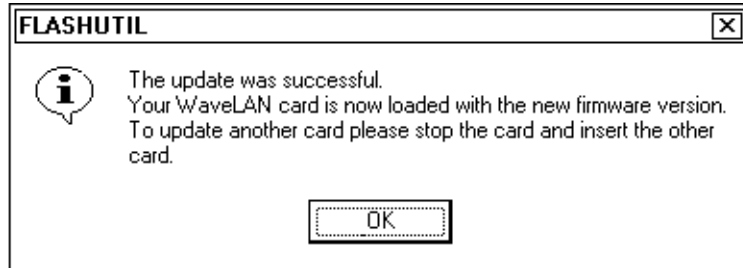 FLASHUTIL
The update was successful.
Your WaveLAN card is now loaded with the new firmware version.
To update another card please stop the card and insert the other
card.
OK